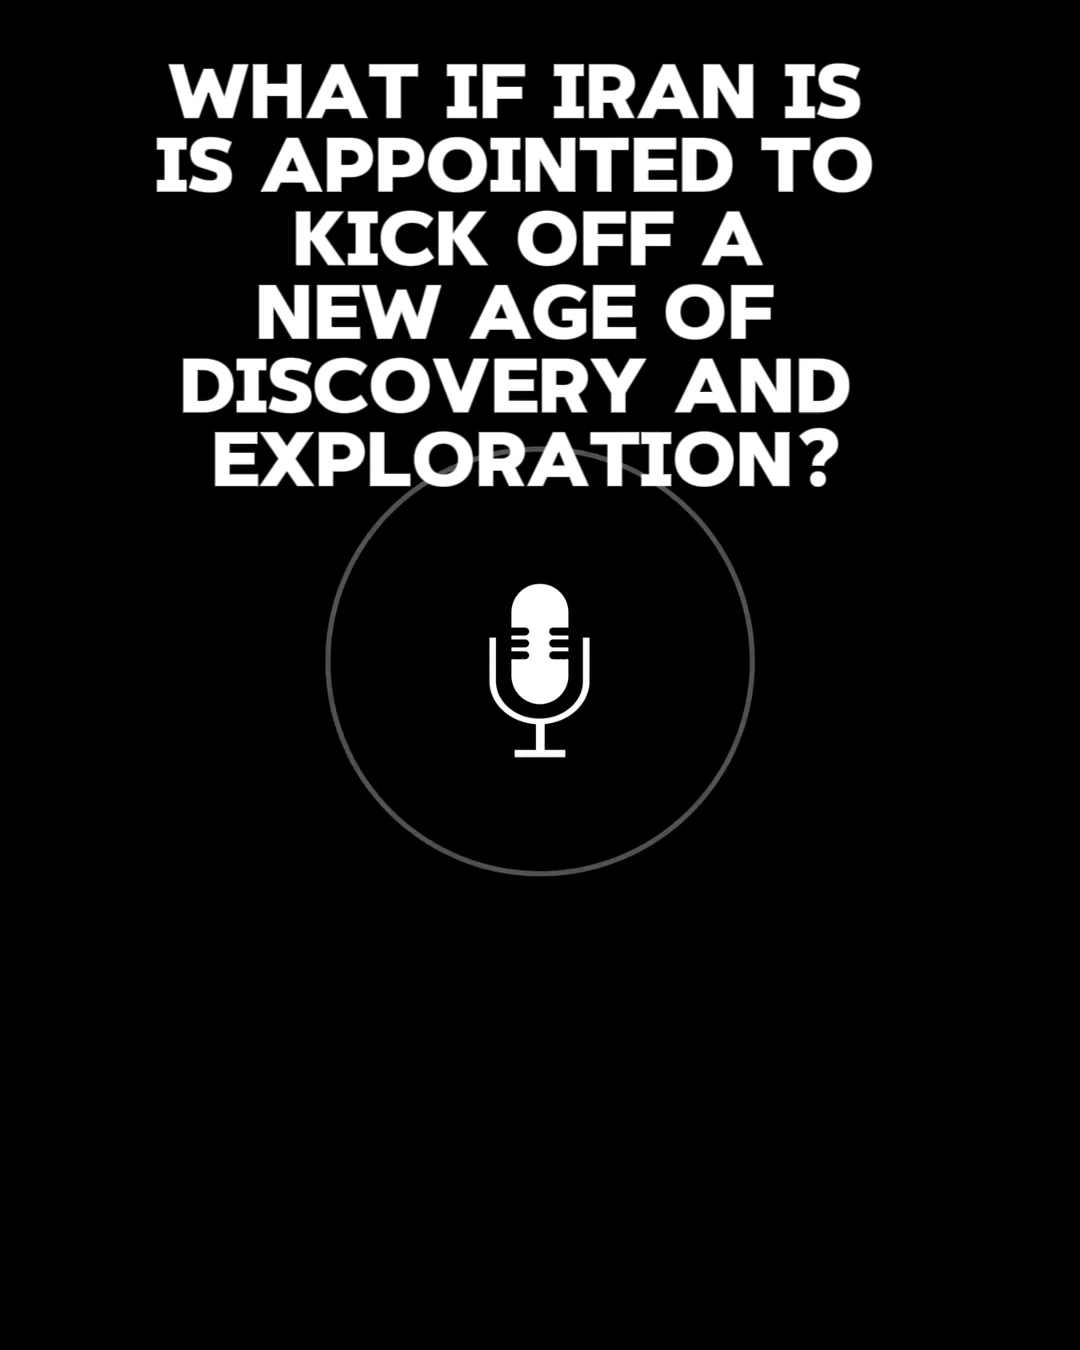 WHAT IF IRAN IS
IS APPOINTED TO
KICK OFF A
NEW AGE OF
DISCOVERY AND
EXPLORATION?